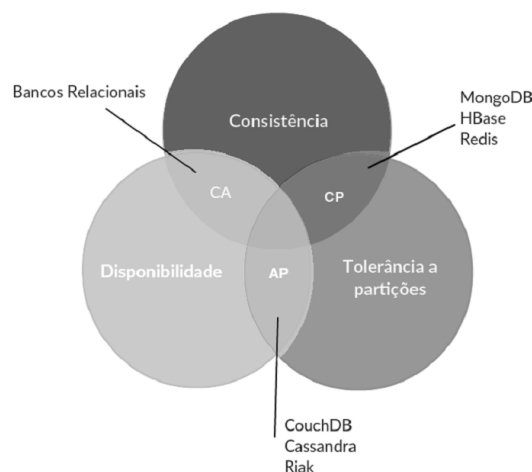 Bancos Relacionais
Consistência
MongoDB
HBase
Redis
CA
CP
Disponibilidade
AP
Tolerância a
partições
CouchDB
Cassandra
Riak